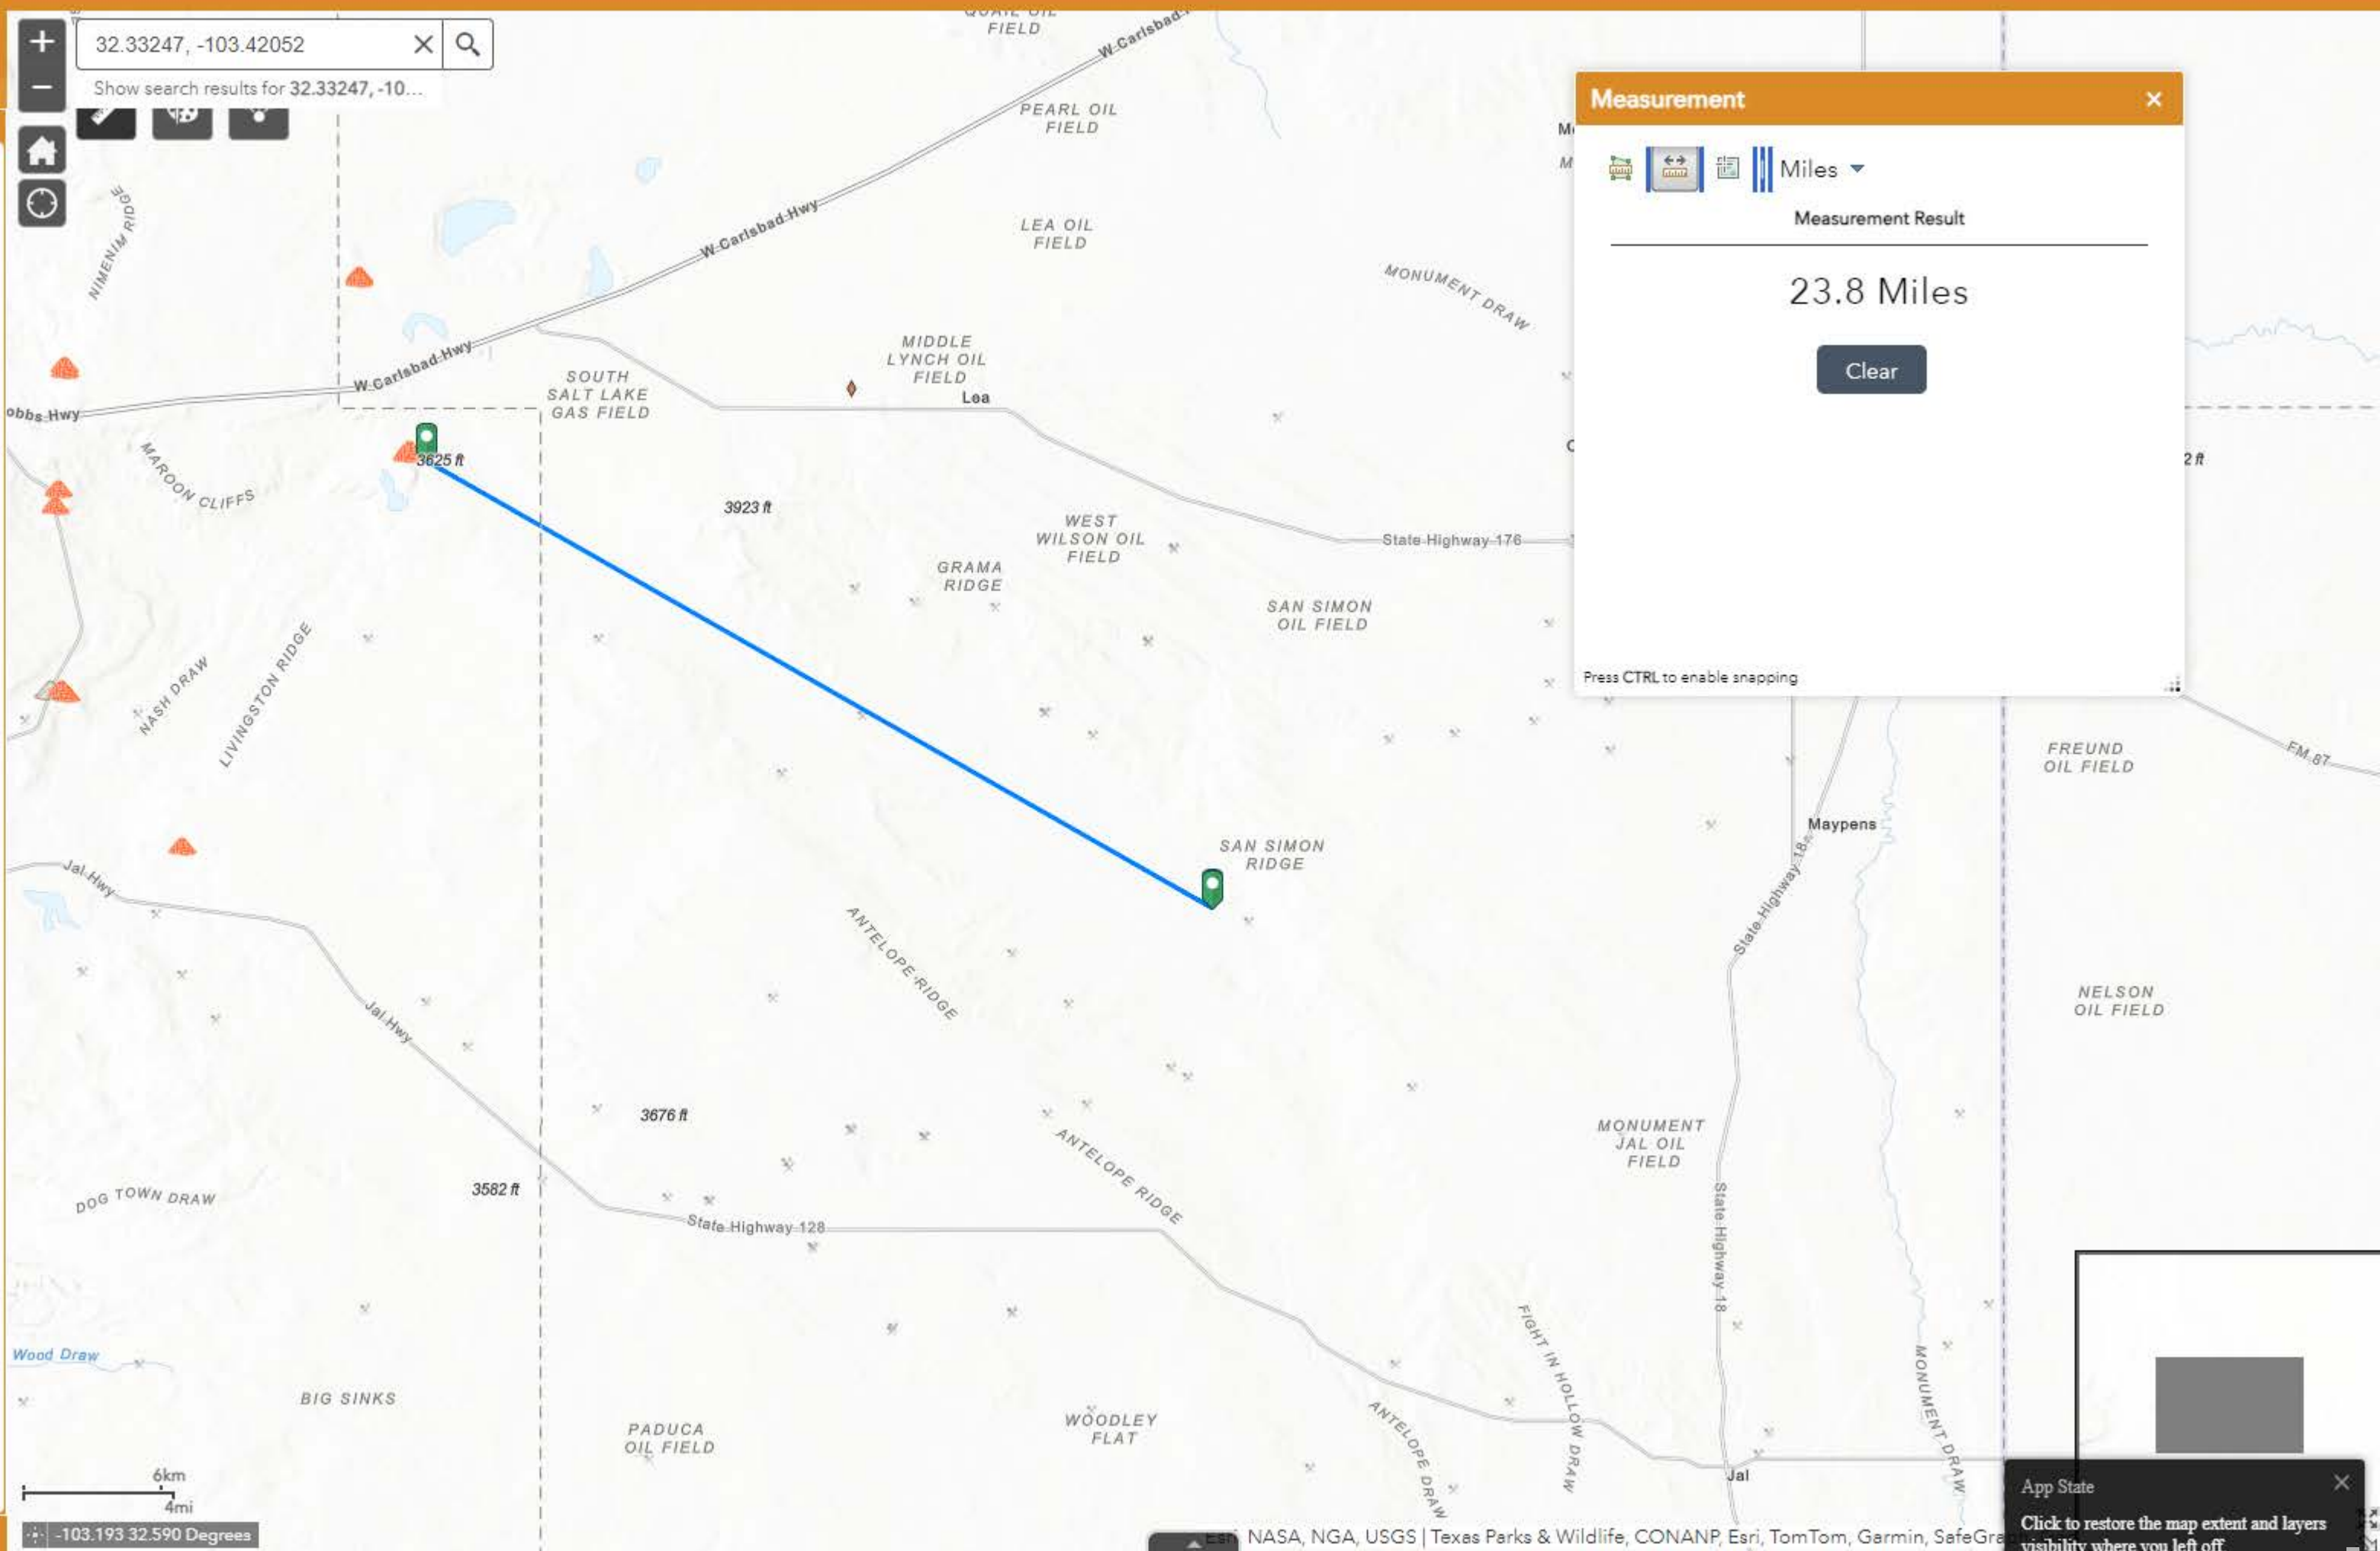 32.33247, -103.42052
Show search results for 32.33247, -10...
FIELD
W Carlsbad
PEARL OIL
FIELD
NIMENIM RIDGE
W Carlsbad Hwy
LEA OIL
FIELD
MONUMENT DRAW
Measurement
Miles
Measurement Result
23.8 Miles
Clear
Press CTRL to enable snapping
W Carlsbad Hwy
MIDDLE
LYNCH OIL
FIELD
SOUTH
SALT LAKE
GAS FIELD
Lea
obbs Hwy
3625 ft
2 ft
MAROON CLIFFS
3923 ft
WEST
WILSON OIL
FIELD
State Highway 176
GRAMA
RIDGE
SAN SIMON
OIL FIELD
NASH DRAW
LIVINGSTON RIDGE
FREUND
OIL FIELD
FM 87
Maypens
SAN SIMON
RIDGE
Jal Hwy
State Highway 18
ANTELOPE RIDGE
NELSON
OIL FIELD
Jal Hwy
3676 ft
ANTELOPE RIDGE
MONUMENT
JAL OIL
FIELD
3582 ft
DOG TOWN DRAW
State Highway 128
State Highway 18
FIGHT IN HOLLOW DRAW
Wood Draw
MONUMENT DRAW
BIG SINKS
PADUCA
OIL FIELD
WOODLEY
FLAT
ANTELOPE DRAW
Jal
6km
4mi
-103.193 32.590 Degrees
Esri, NASA, NGA, USGS | Texas Parks & Wildlife, CONANP, Esri, TomTom, Garmin, SafeGra
App State
Click to restore the map extent and layers
visibility where you left off